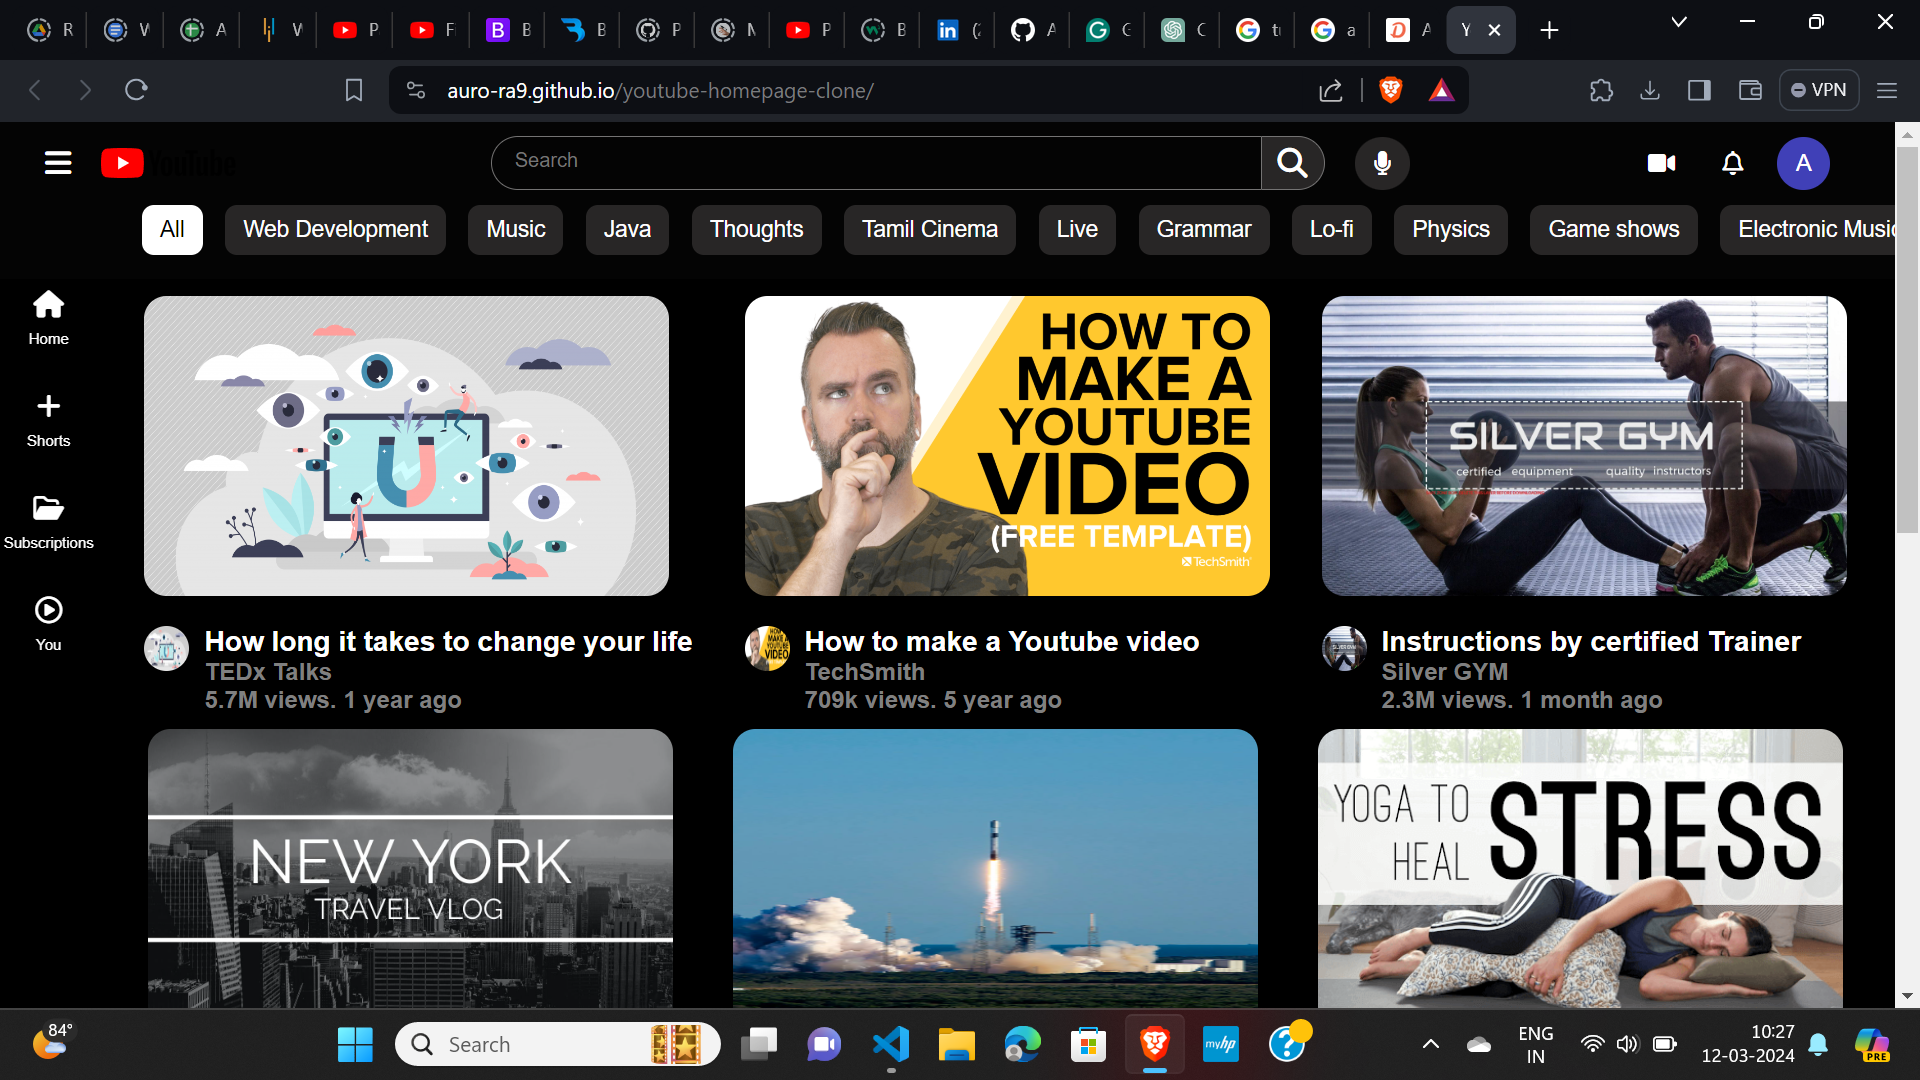 R
W
A
W
P
F
B
B
P
M
P
B
(2
A
G
C
tu
a
A
Y
auro-ra9.github.io/youtube-homepage-clone/
VPN
YouTube
Search
A
All
Web Development
Music
Java
Thoughts
Tamil Cinema
Live
Grammar
Lo-fi
Physics
Game shows
Electronic Music
Home
Shorts
Subscriptions
You
HOW TO
MAKE A
YOUTUBE
VIDEO
(FREE TEMPLATE)
TechSmith
SILVER GYM
certified equipment quality instructors
How long it takes to change your life
TEDx Talks
5.7M views. 1 year ago
How to make a Youtube video
TechSmith
709k views. 5 year ago
Instructions by certified Trainer
Silver GYM
2.3M views. 1 month ago
NEW YORK
TRAVEL VLOG
YOGA TO
HEAL
STRESS
84°
Search
myhp
ENG
IN
10:27
12-03-2024
PRE